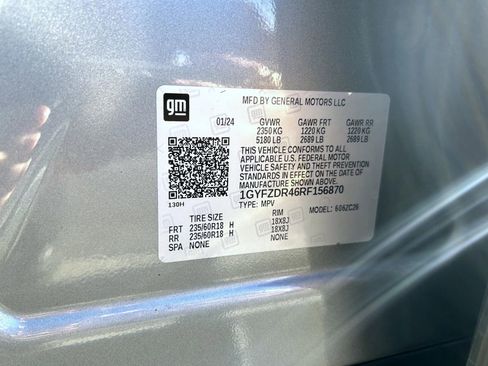 gm
MFD BY GENERAL MOTORS LLC
01/24 GVWR GAWR FRT GAWR RR
2350 KG 1220 KG 1220 KG
5180 LB 2689 LB 2689 LB
THIS VEHICLE CONFORMS TO ALL
APPLICABLE U.S. FEDERAL MOTOR
VEHICLE SAFETY AND THEFT PREVENTION
STANDARDS IN EFFECT ON THE DATE OF
MANUFACTURE SHOWN ABOVE.
1GYFZDR46RF156870
130H TYPE: MPV MODEL: 6062C26
TIRE SIZE RIM
FRT 235/60R18 H 18X8J
RR 235/60R18 H 18X8J
SPA NONE NONE